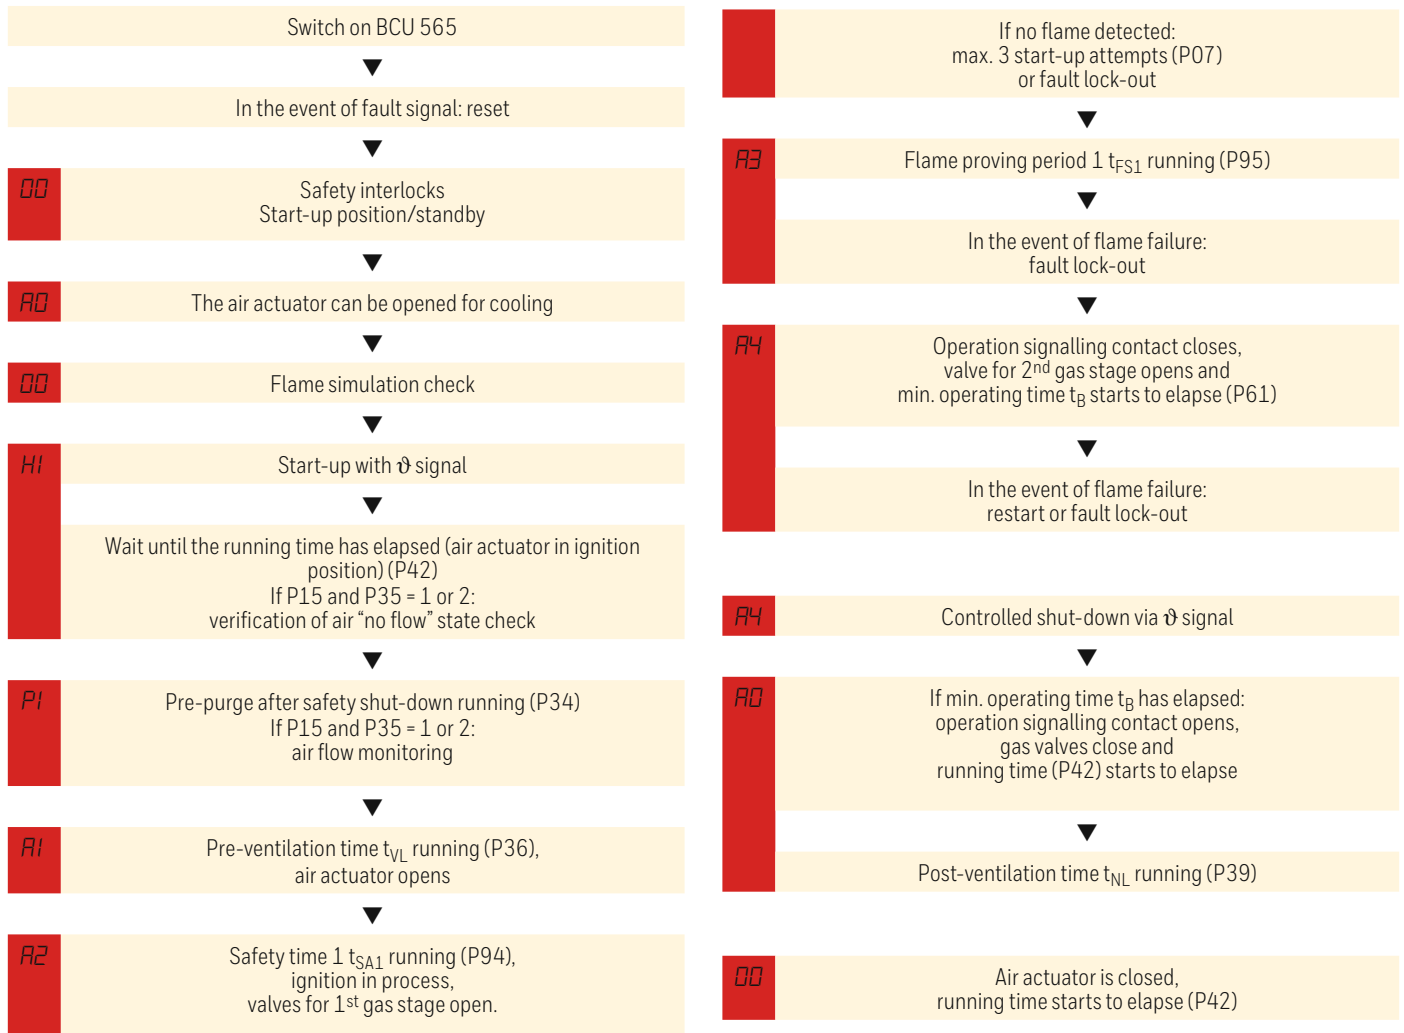 Switch on BCU 565
▼
In the event of fault signal: reset
▼
00
Safety interlocks
Start-up position/standby
▼
A0
The air actuator can be opened for cooling
▼
00
Flame simulation check
▼
H1
Start-up with ϑ signal
▼
Wait until the running time has elapsed (air actuator in ignition
position) (P42)
If P15 and P35 = 1 or 2:
verification of air “no flow” state check
▼
P1
Pre-purge after safety shut-down running (P34)
If P15 and P35 = 1 or 2:
air flow monitoring
▼
A1
Pre-ventilation time tVL running (P36),
air actuator opens
▼
A2
Safety time 1 tSA1 running (P94),
ignition in process,
valves for 1st gas stage open.
If no flame detected:
max. 3 start-up attempts (P07)
or fault lock-out
▼
A3
Flame proving period 1 tFS1 running (P95)
▼
In the event of flame failure:
fault lock-out
▼
A4
Operation signalling contact closes,
valve for 2nd gas stage opens and
min. operating time tB starts to elapse (P61)
▼
In the event of flame failure:
restart or fault lock-out
A4
Controlled shut-down via ϑ signal
▼
A0
If min. operating time tB has elapsed:
operation signalling contact opens,
gas valves close and
running time (P42) starts to elapse
▼
Post-ventilation time tNL running (P39)
00
Air actuator is closed,
running time starts to elapse (P42)